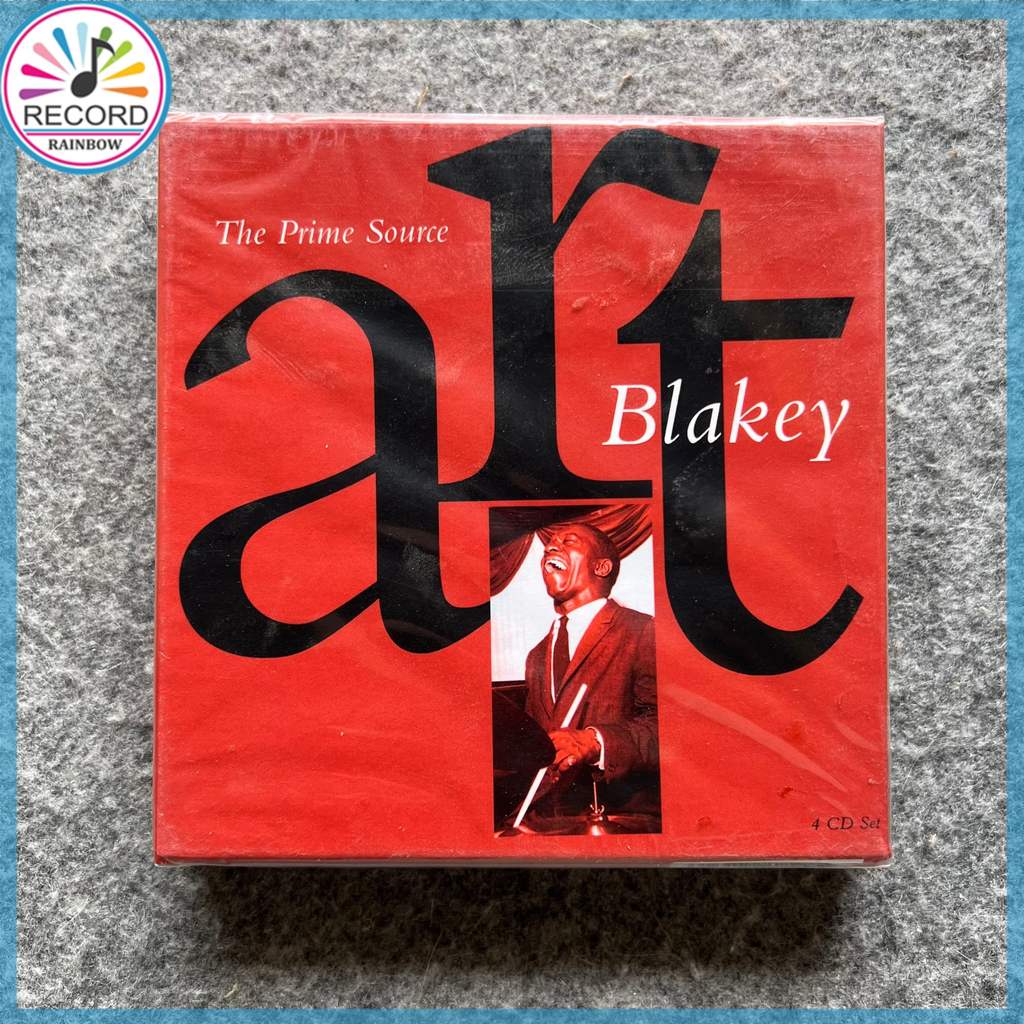 RECORD
RAINBOW
The Prime Source
art
Blakey
4 CD Set